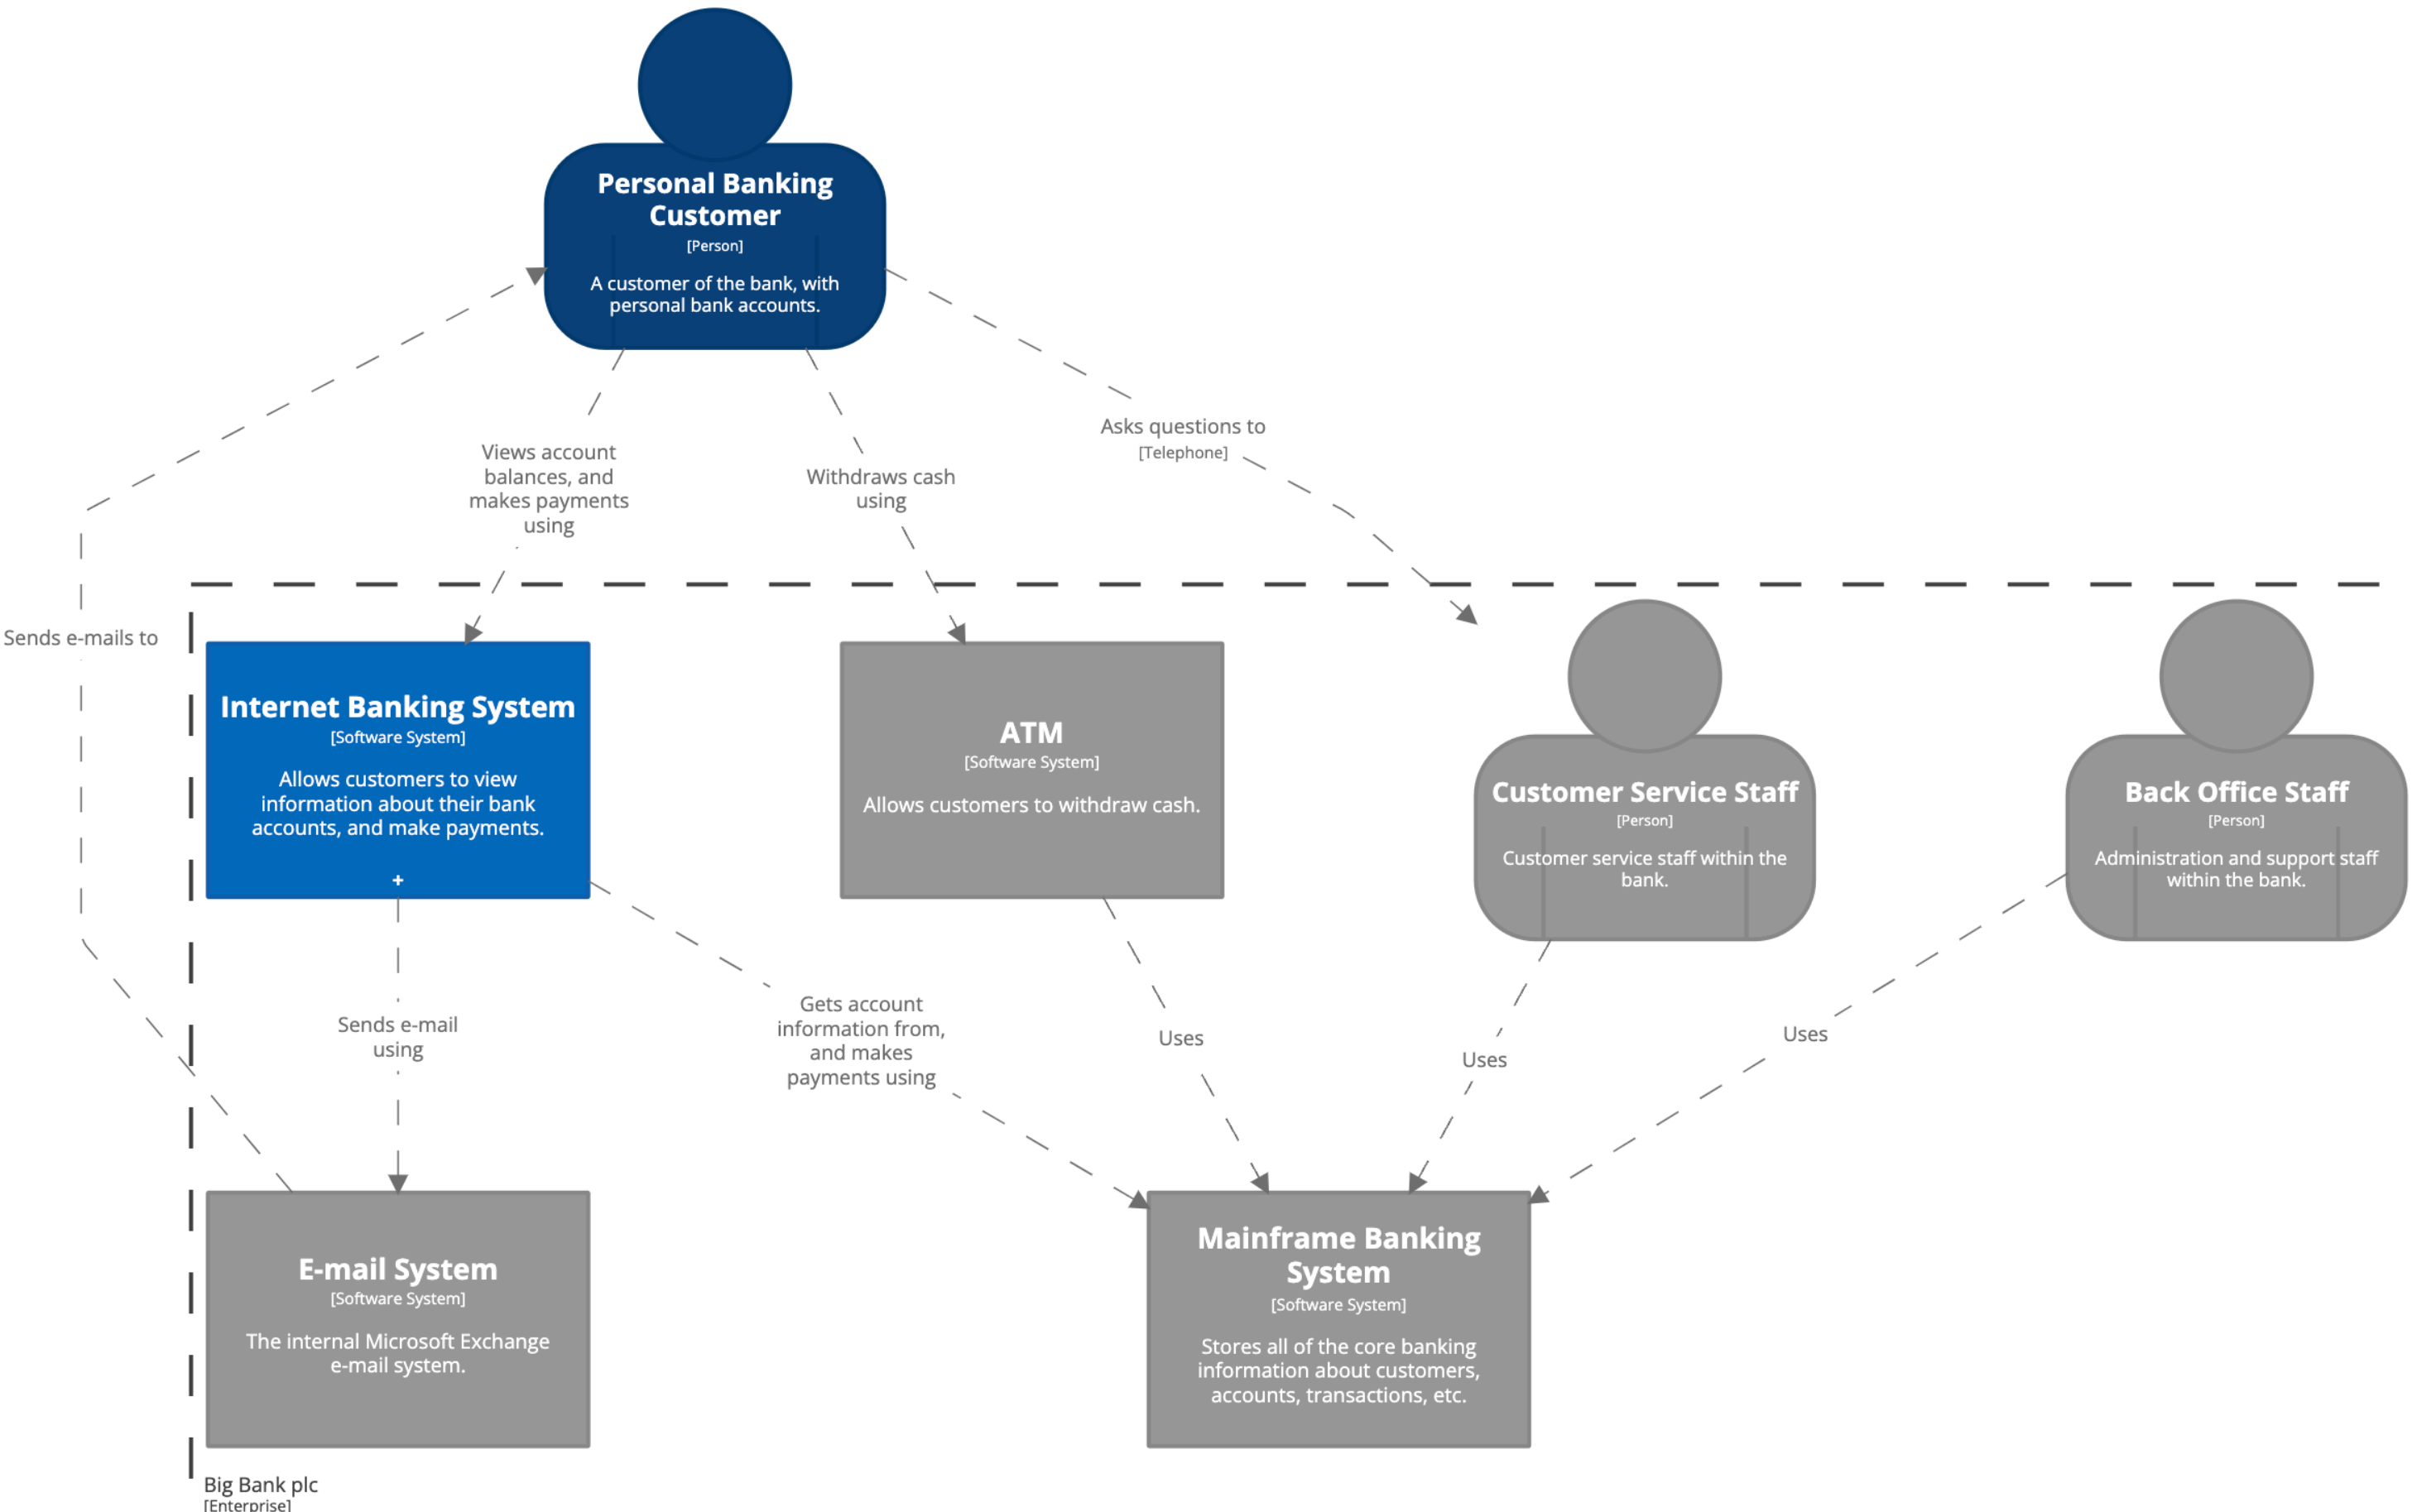 Personal Banking
Customer
[Person]
A customer of the bank, with
personal bank accounts.
Views account
balances, and
makes payments
using
Withdraws cash
using
Asks questions to
[Telephone]
Sends e-mails to
Internet Banking System
[Software System]
Allows customers to view
information about their bank
accounts, and make payments.
+
ATM
[Software System]
Allows customers to withdraw cash.
Customer Service Staff
[Person]
Customer service staff within the
bank.
Back Office Staff
[Person]
Administration and support staff
within the bank.
Sends e-mail
using
Gets account
information from,
and makes
payments using
Uses
Uses
Uses
E-mail System
[Software System]
The internal Microsoft Exchange
e-mail system.
Mainframe Banking
System
[Software System]
Stores all of the core banking
information about customers,
accounts, transactions, etc.
Big Bank plc
[Enterprise]